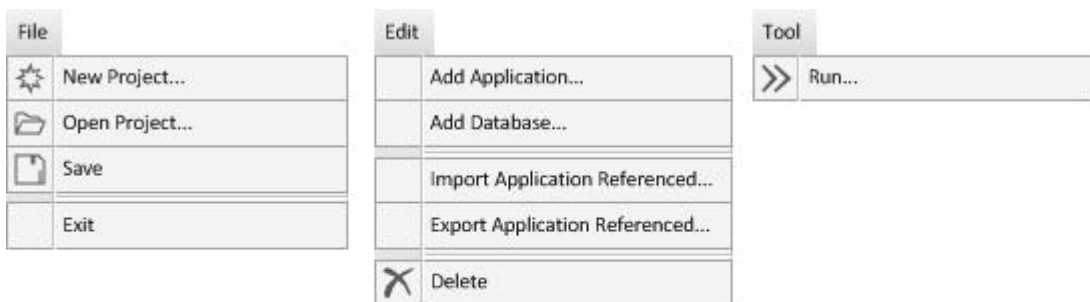 File
New Project...
Open Project...
Save
Exit
Edit
Add Application...
Add Database...
Import Application Referenced...
Export Application Referenced...
Delete
Tool
Run...